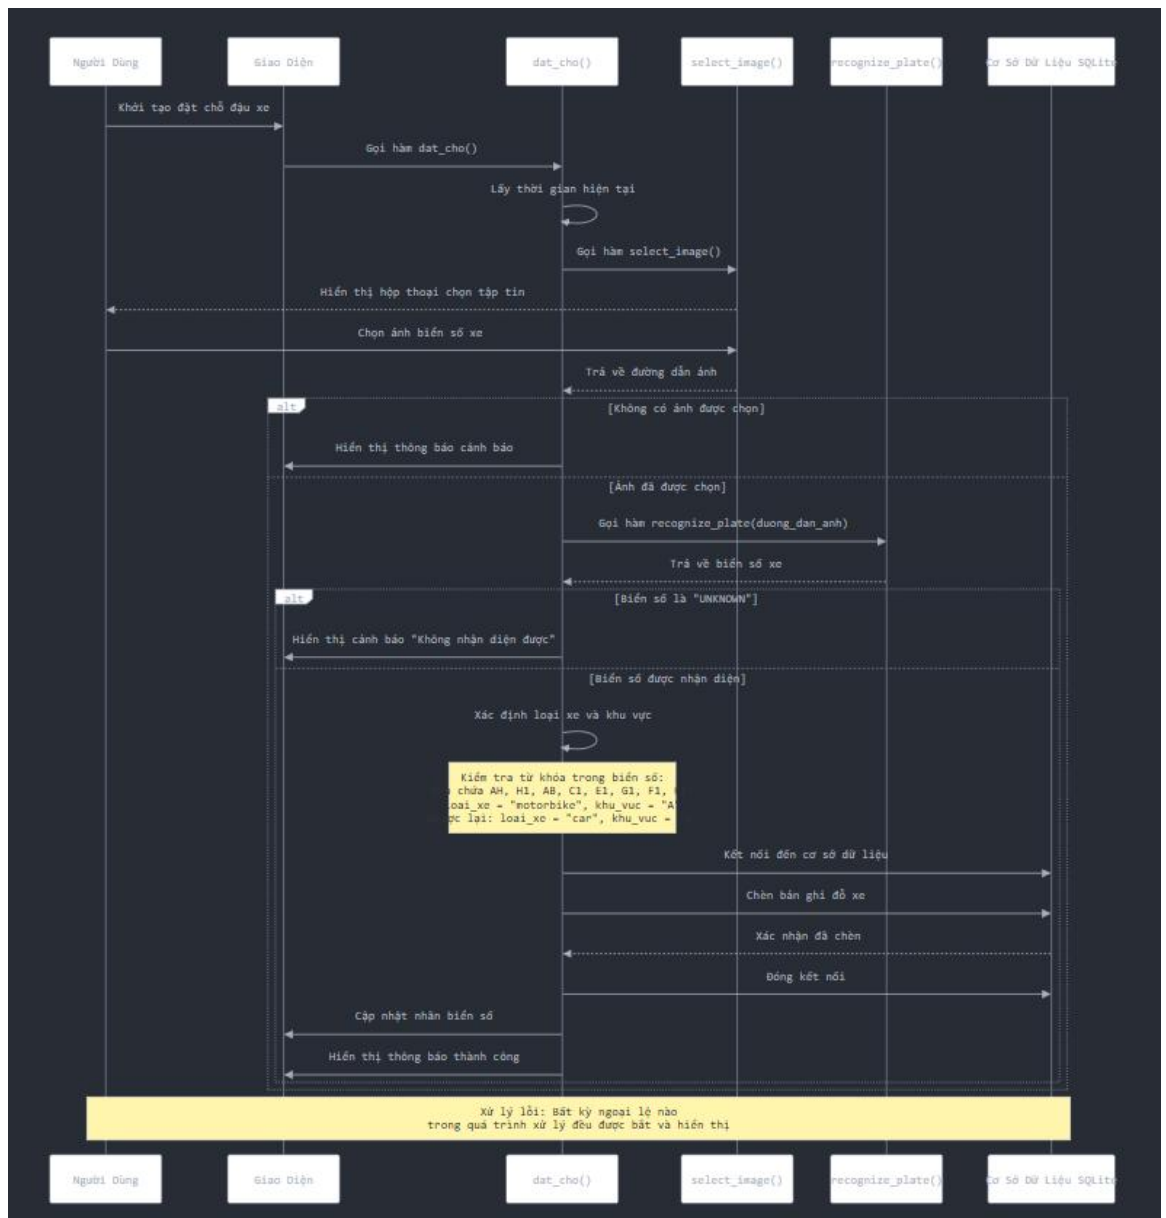 Người Dùng
Giao Diện
dat_cho()
select_image()
recognize_plate()
Cơ Sở Dữ Liệu SQLite
Khởi tạo đặt chỗ đậu xe
Gọi hàm dat_cho()
Lấy thời gian hiện tại
Gọi hàm select_image()
Hiển thị hộp thoại chọn tập tin
Chọn ảnh biển số xe
Trả về đường dẫn ảnh
alt
[Không có ảnh được chọn]
Hiển thị thông báo cảnh báo
[Ảnh đã được chọn]
Gọi hàm recognize_plate(duong_dan_anh)
Trả về biển số xe
alt
[Biển số là "UNKNOWN"]
Hiển thị cảnh báo "Không nhận diện được"
[Biển số được nhận diện]
Xác định loại xe và khu vực
Kiểm tra từ khóa trong biển số:
chứa AH, H1, AB, C1, E1, G1, F1,
loai_xe = "motorbike", khu_vuc = "A"
lại: loai_xe = "car", khu_vuc =
Kết nối đến cơ sở dữ liệu
Chèn bản ghi đỗ xe
Xác nhận đã chèn
Đóng kết nối
Cập nhật nhãn biển số
Hiển thị thông báo thành công
Xử lý lỗi: Bất kỳ ngoại lệ nào
trong quá trình xử lý đều được bắt và hiển thị
Người Dùng
Giao Diện
dat_cho()
select_image()
recognize_plate()
Cơ Sở Dữ Liệu SQLite